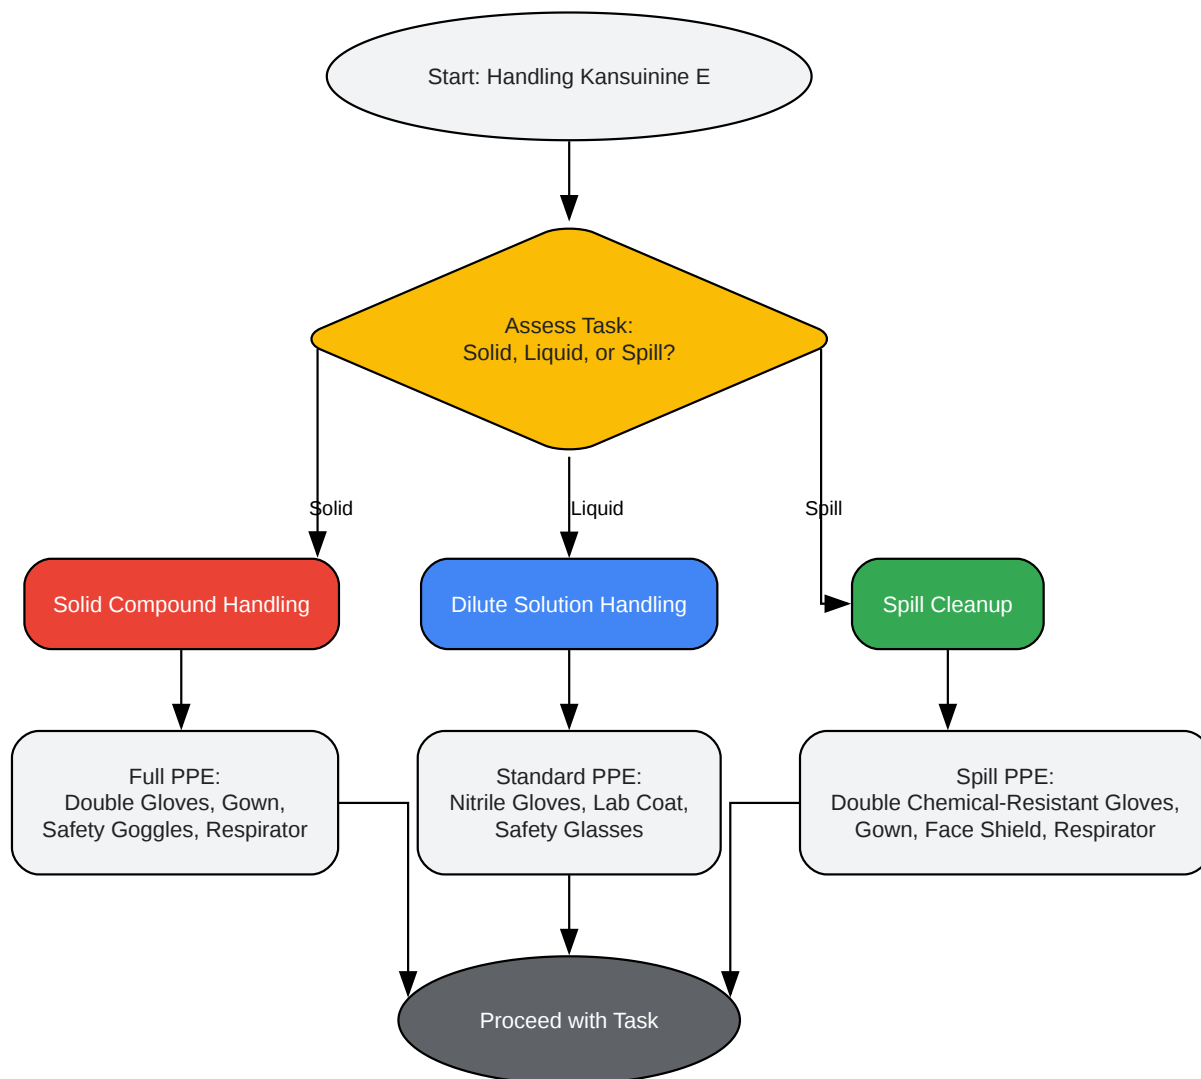 Start: Handling Kansuinine E
Assess Task:
Solid, Liquid, or Spill?
Solid
Liquid
Spill
Solid Compound Handling
Dilute Solution Handling
Spill Cleanup
Full PPE:
Double Gloves, Gown,
Safety Goggles, Respirator
Standard PPE:
Nitrile Gloves, Lab Coat,
Safety Glasses
Spill PPE:
Double Chemical-Resistant Gloves,
Gown, Face Shield, Respirator
Proceed with Task